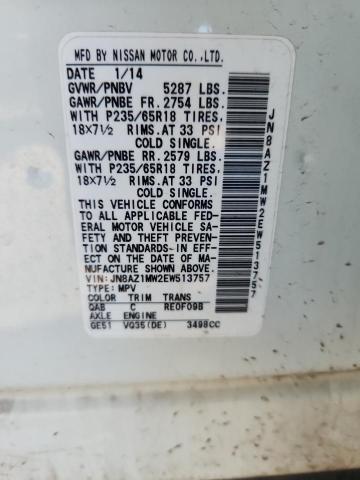 MFD BY NISSAN MOTOR CO.,LTD.
DATE 1/14
GVWR/PNBV 5287 LBS.
GAWR/PNBE FR. 2754 LBS.
WITH P235/65R18 TIRES,
18X7½ RIMS.AT 33 PSI
COLD SINGLE.
GAWR/PNBE RR. 2579 LBS.
WITH P235/65R18 TIRES,
18X7½ RIMS.AT 33 PSI
COLD SINGLE.
THIS VEHICLE CONFORMS
TO ALL APPLICABLE FED-
ERAL MOTOR VEHICLE SA-
FETY AND THEFT PREVEN-
TION STANDARDS IN EFF-
ECT ON THE DATE OF MA-
NUFACTURE SHOWN ABOVE.
VIN:JN8AZ1MW2EW513757
TYPE: MPV
COLOR TRIM TRANS
QAB C RE0F09B
AXLE ENGINE
GE51 VQ35(DE) 3498CC
JN8AZ1MW2EW513757